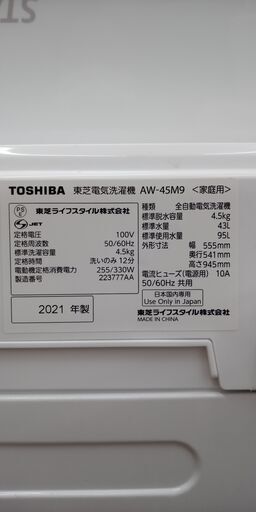 TOSHIBA 東芝電気洗濯機 AW-45M9 <家庭用>
PS E 東芝ライフスタイル株式会社
S JET
定格電圧 100V
定格周波数 50/60Hz
標準洗濯容量 4.5kg
定格時間 洗いのみ 12分
電動機定格消費電力 255/330W
製造番号 223777AA
2021 年製
種類 全自動電気洗濯機
標準脱水容量 4.5kg
標準水量 43L
標準使用水量 95L
外形寸法 幅 555mm
奥行541mm
高さ945mm
電流ヒューズ(電源用) 10A
50/60Hz 共用
日本国内専用
Use Only in Japan
東芝ライフスタイル株式会社
MADE IN CHINA